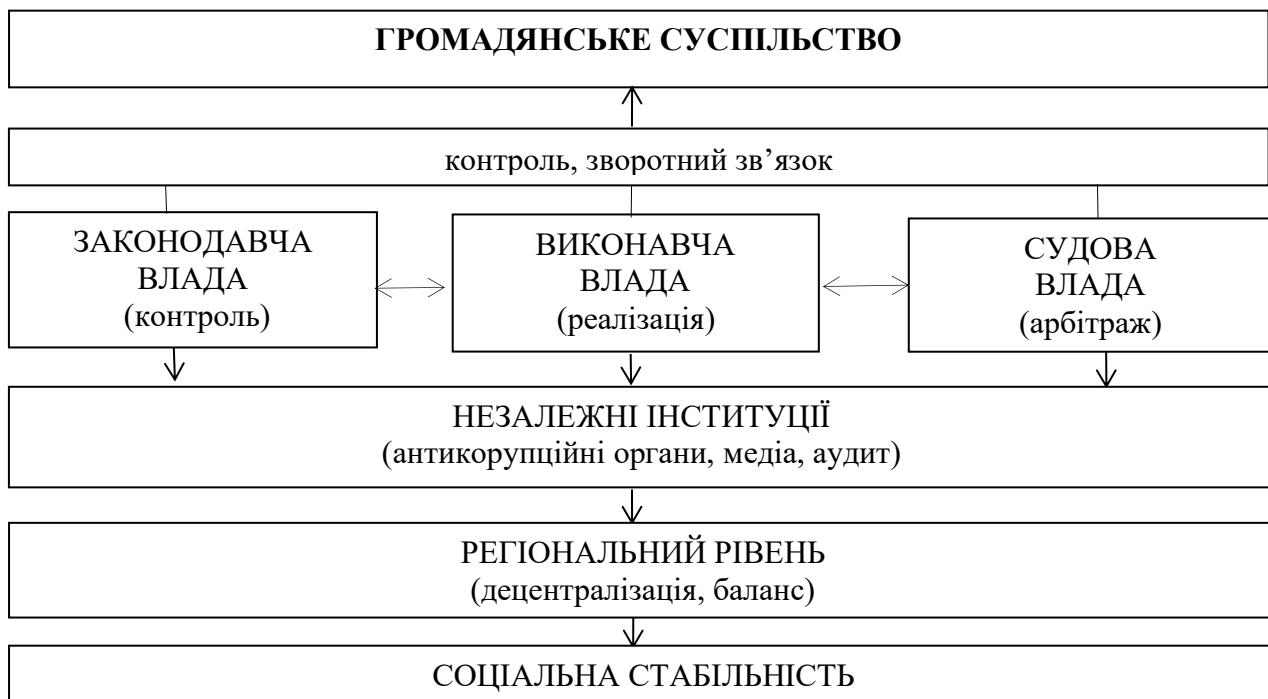 ГРОМАДЯНСЬКЕ СУСПІЛЬСТВО
контроль, зворотний зв’язок
ЗАКОНОДАВЧА
ВЛАДА
(контроль)
ВИКОНАВЧА
ВЛАДА
(реалізація)
СУДОВА
ВЛАДА
(арбітраж)
НЕЗАЛЕЖНІ ІНСТИТУЦІЇ
(антикорупційні органи, медіа, аудит)
РЕГІОНАЛЬНИЙ РІВЕНЬ
(децентралізація, баланс)
СОЦІАЛЬНА СТАБІЛЬНІСТЬ